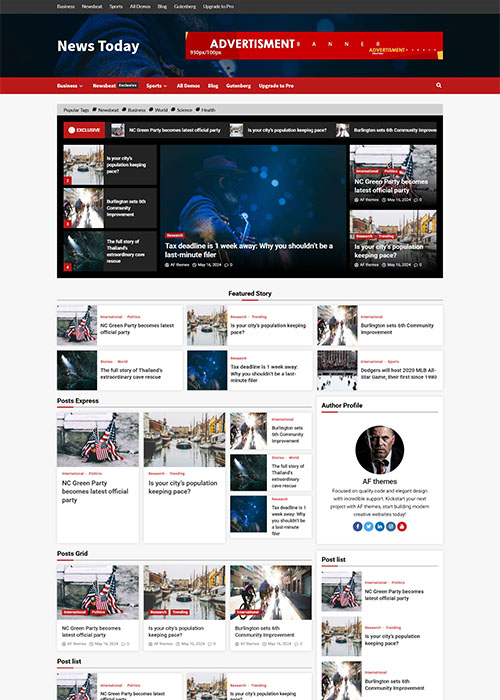 Business Newsbeat Sports All Demos Blog Gutenberg Upgrade to Pro
News Today
ADVERTISMENT BANNER
930px/100px
ADVERTISMENT
Business Newsbeat Exclusive Sports All Demos Blog Gutenberg Upgrade to Pro
Popular Tags # Newsbeat # Business # World # Science # Health
EXCLUSIVE
NC Green Party becomes latest official party
Is your city's population keeping pace?
Burlington sets 6th Community Improvement
2
Is your city's
population keeping
pace?
3
Burlington sets 6th
Community
Improvement
4
The full story of
Thailand's
extraordinary cave
rescue
Research
Tax deadline is 1 week away: Why you shouldn't be a
last-minute filer
AF themes May 16, 2024 0
International Politics
NC Green Party becomes
latest official party
AF themes May 16, 2024 0
Research Trending
Is your city's population
keeping pace?
AF themes May 16, 2024 0
Featured Story
International Politics
NC Green Party becomes latest
official party
Research Trending
Is your city's population keeping
pace?
International
Burlington sets 6th Community
Improvement
Stories World
The full story of Thailand's
extraordinary cave rescue
Research
Tax deadline is 1 week away:
Why you shouldn't be a last-
minute filer
International Sports
Dodgers will host 2020 MLB All-
Star Game, their first since 1980
Posts Express
International Politics
NC Green Party
becomes latest official
party
Research Trending
Is your city's population
keeping pace?
International
Burlington sets
6th Community
Improvement
Stories World
The full story of
Thailand's
extraordinary
cave rescue
Research
Tax deadline is 1
week away: Why
you shouldn't be
a last-minute
filer
Author Profile
AF themes
Focused on quality code and elegant design
with incredible support. Kickstart your next
project with AF themes, start building modern
creative websites today!
Posts Grid
International Politics
NC Green Party becomes
latest official party
AF themes May 16, 2024 0
Research Trending
Is your city's population
keeping pace?
AF themes May 16, 2024 0
International
Burlington sets 6th
Community Improvement
AF themes May 16, 2024 0
Post list
International Politics
NC Green Party becomes
latest official party
Research Trending
Is your city's population
keeping pace?
International
Burlington sets 6th
Community Improvement
Post list
International Politics
NC Green Party becomes latest
official party
Research Trending
Is your city's population keeping
pace?